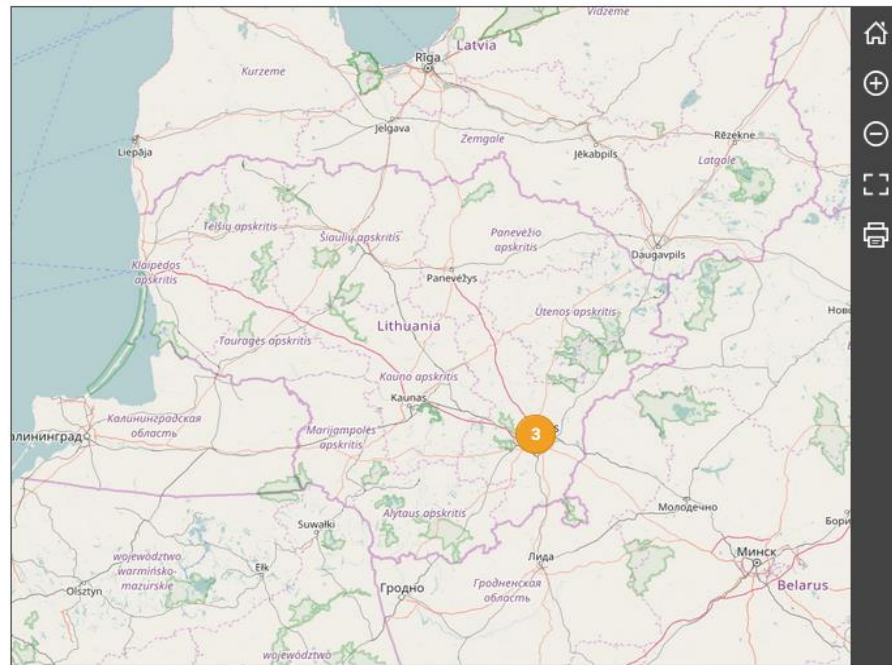 Vidzeme
Latvia
Rīga
Kurzeme
Jelgava
Zemgale
Liepāja
Jēkabpils
Rēzekne
Latgale
Telšių apskritis
Šiaulių apskritis
Panevėžio
apskritis
Daugavpils
Klaipėdos
apskritis
Panevėžys
Utenos apskritis
Lithuania
Tauragės apskritis
Kauno apskritis
Kaunas
Калининградская
область
Marijampolės
apskritis
3
алининград
Alytaus apskritis
Suwałki
Молодечно
Бори
województwo
warmińsko-
mazurskie
Ełk
Olsztyn
Лида
Минск
Гродно
Гродненская
область
Belarus
województwo